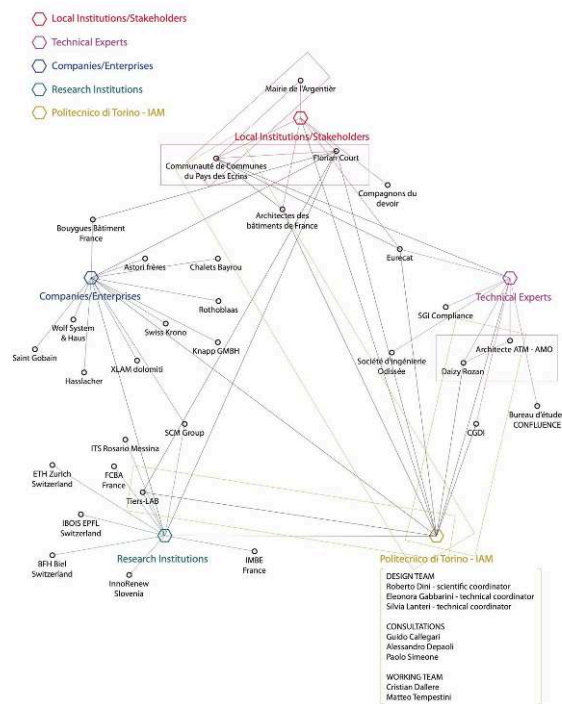 Local Institutions/Stakeholders
Technical Experts
Companies/Enterprises
Research Institutions
Politecnico di Torino - IAM
Mairie de l'Argentièr
Local Institutions/Stakeholders
Communauté de Communes
du Pays des Ecrins
Florian Court
Compagnons du
devoir
Architectes des
bâtiments de France
Bouygues Bâtiment
France
Eurecat
Astori frères
Chalets Bayrou
Companies/Enterprises
Technical Experts
Rothoblaas
SGI Compliance
Wolf System
& Haus
Swiss Krono
Saint Gobain
Knapp GMBH
Architecte ATM - AMO
Hasslacher
XLAM dolomiti
Société d'ingénierie
Odissée
Daizy Rozan
Bureau d'étude
CONFLUENCE
SCM Group
CGDI
ITS Rosario Messina
ETH Zurich
Switzerland
FCBA
France
Tiers-LAB
IBOIS EPFL
Switzerland
Research Institutions
Politecnico di Torino - IAM
BFH Biel
Switzerland
InnoRenew
Slovenia
IMBE
France
DESIGN TEAM
Roberto Dini - scientific coordinator
Eleonora Gabbarini - technical coordinator
Silvia Lanteri - technical coordinator
CONSULTATIONS
Guido Callegari
Alessandro Depaoli
Paolo Simeone
WORKING TEAM
Cristian Dallere
Matteo Tempestini